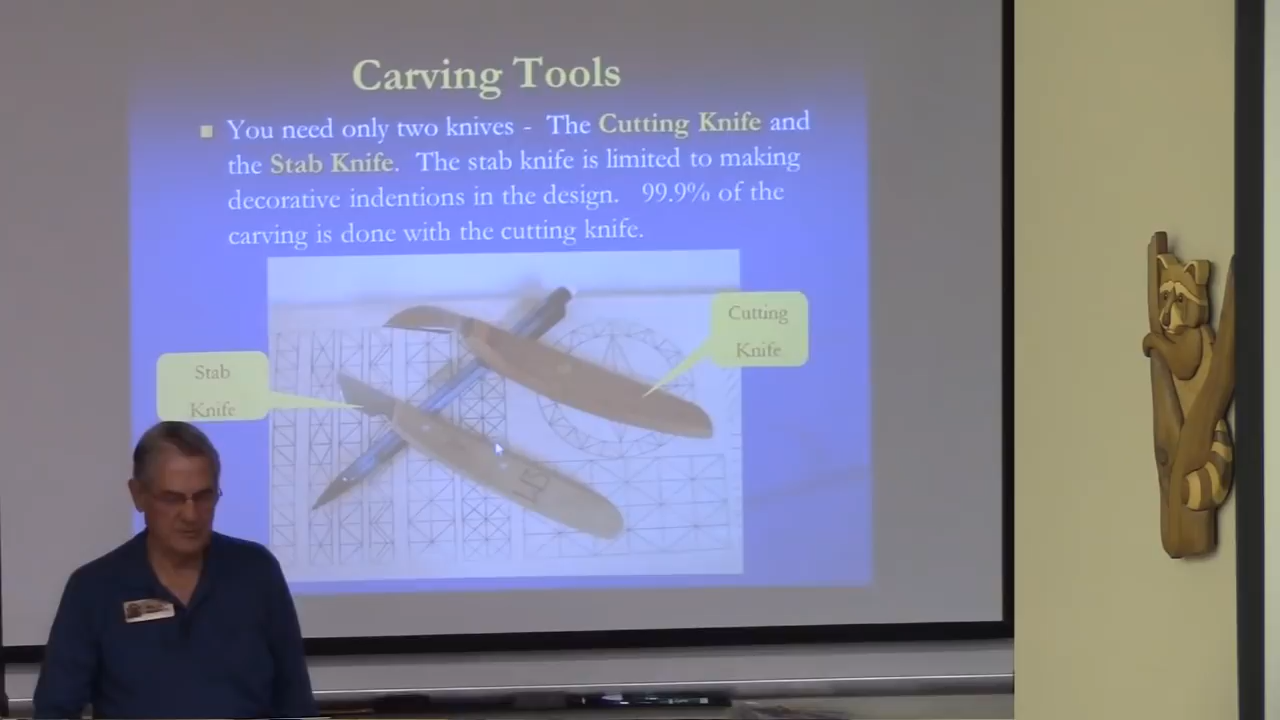 Carving Tools
You need only two knives - The Cutting Knife and
the Stab Knife. The stab knife is limited to making
decorative indentions in the design. 99.9% of the
carving is done with the cutting knife.
Cutting
Knife
Stab
Knife